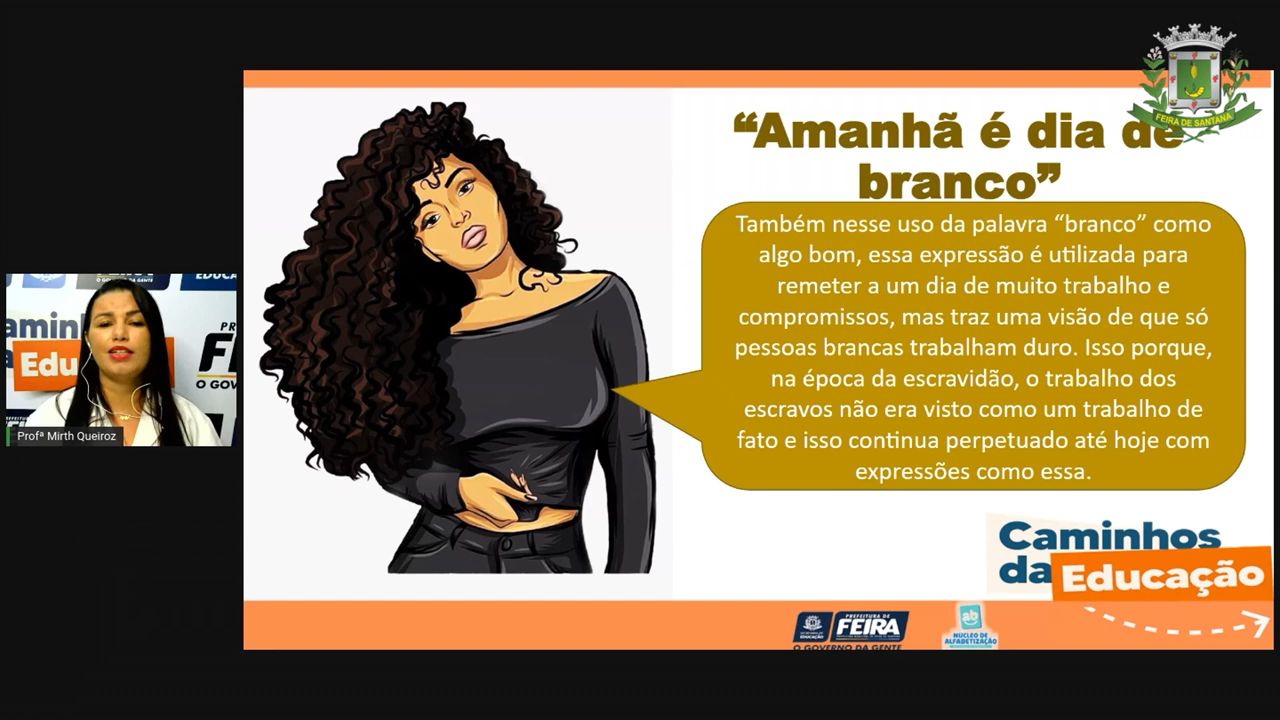 FEIRA DE SANTANA
“Amanhã é dia de
branco”
Também nesse uso da palavra “branco” como
algo bom, essa expressão é utilizada para
remeter a um dia de muito trabalho e
compromissos, mas traz uma visão de que só
pessoas brancas trabalham duro. Isso porque,
na época da escravidão, o trabalho dos
escravos não era visto como um trabalho de
fato e isso continua perpetuado até hoje com
expressões como essa.
Profª Mirth Queiroz
Caminhos
da Educação
PREFEITURA DE
FEIRA
O GOVERNO DA GENTE
ab
NÚCLEO DE
ALFABETIZAÇÃO